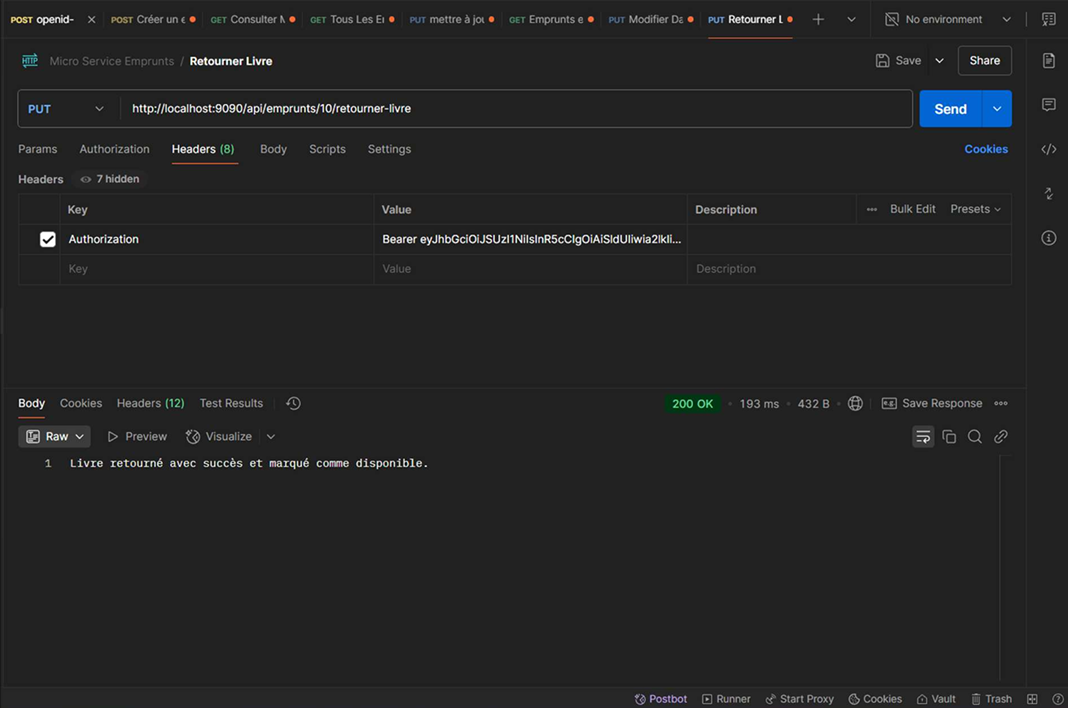 POST openid- POST Créer un e GET Consulter M GET Tous Les Er PUT mettre à jou GET Emprunts e PUT Modifier Da PUT Retourner L No environment
HTTP Micro Service Emprunts / Retourner Livre Save Share
PUT http://localhost:9090/api/emprunts/10/retourner-livre Send
Params Authorization Headers (8) Body Scripts Settings Cookies
Headers 7 hidden
Key Value Description Bulk Edit Presets
Authorization Bearer eyJhbGciOiJSUzI1NiIsInR5cCIgOiAiSldUIiwia2lkIi...
Key Value Description
Body Cookies Headers (12) Test Results 200 OK 193 ms 432 B Save Response
Raw Preview Visualize
1 Livre retourné avec succès et marqué comme disponible.
Postbot Runner Start Proxy Cookies Vault Trash